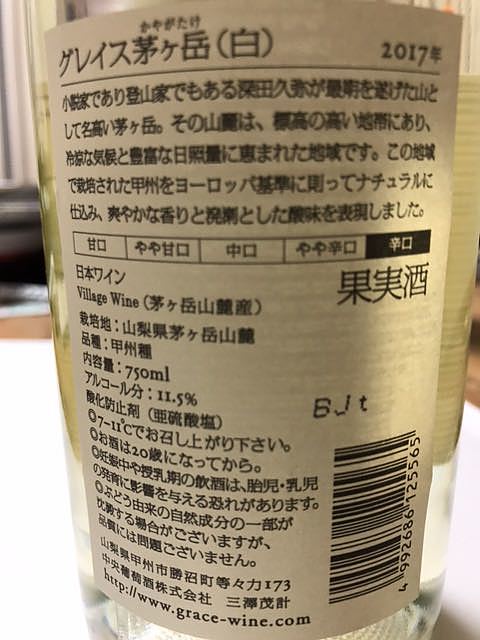 かやがたけ
グレイス茅ヶ岳（白） 2017年
小説家であり登山家でもある深田久弥が最期を遂げた山と
して名高い茅ヶ岳。その山麓は、標高の高い地帯にあり、
冷涼な気候と豊富な日照量に恵まれた地域です。この地域
で栽培された甲州をヨーロッパ基準に則ってナチュラルに
仕込み、爽やかな香りと溌溂とした酸味を表現しました。
甘口 やや甘口 中口 やや辛口 辛口
日本ワイン 果実酒
Village Wine（茅ヶ岳山麓産）
栽培地：山梨県茅ヶ岳山麓
品種：甲州種
内容量：750ml
アルコール分：11.5%
酸化防止剤（亜硫酸塩）
BJt
◎7-11℃でお召し上がり下さい。
◎お酒は20歳になってから。
◎妊娠中や授乳期の飲酒は、胎児・乳児
の発育に影響を与える恐れがあります。
◎ぶどう由来の自然成分の一部が
沈澱する場合がございますが、
品質には問題ございません。
山梨県甲州市勝沼町等々力173
中央葡萄酒株式会社 三澤茂計
http://www.grace-wine.com
4 992686 125565